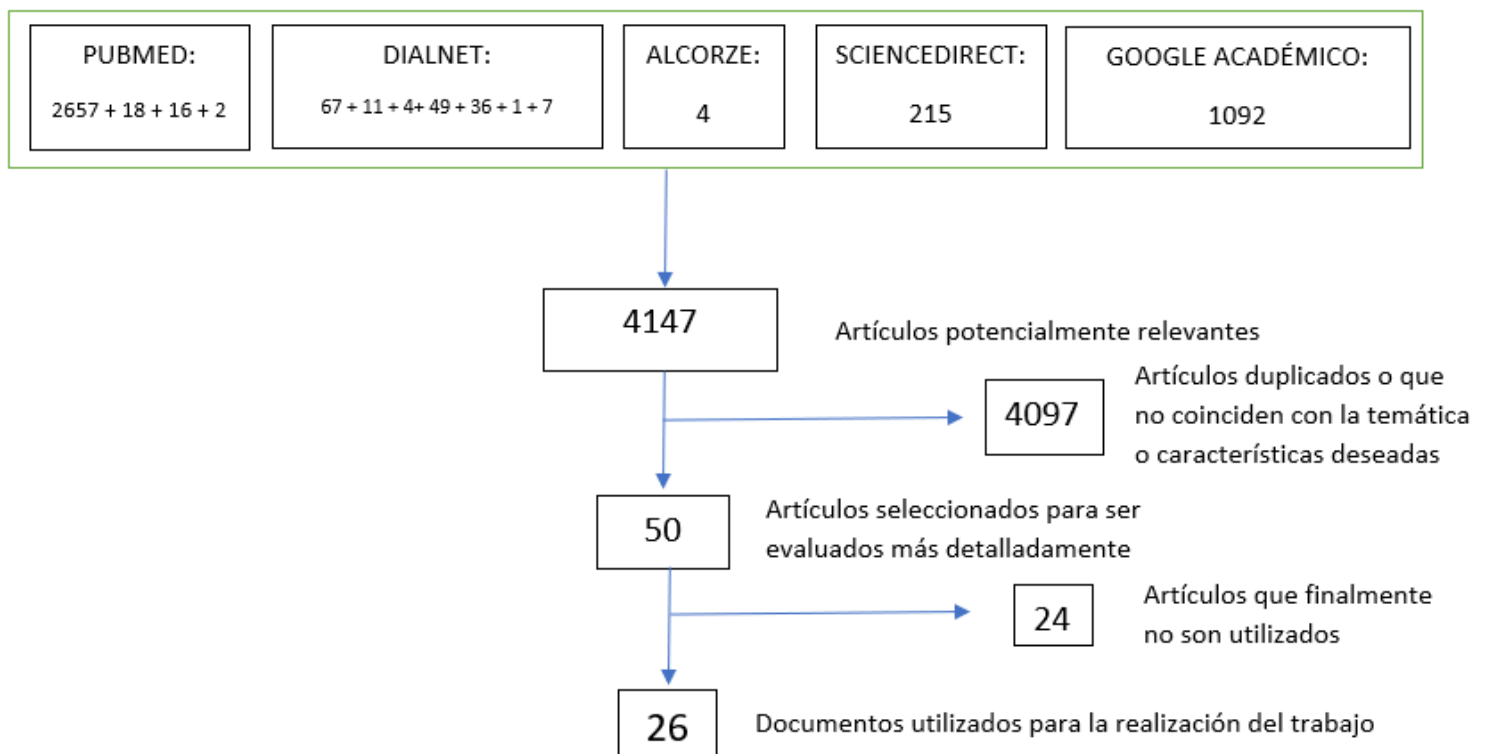 PUBMED:
2657 + 18 + 16 + 2
DIALNET:
67 + 11 + 4+ 49 + 36 + 1 + 7
ALCORZE:
4
SCIENCEDIRECT:
215
GOOGLE ACADÉMICO:
1092
4147
Artículos potencialmente relevantes
4097
Artículos duplicados o que
no coinciden con la temática
o características deseadas
50
Artículos seleccionados para ser
evaluados más detalladamente
24
Artículos que finalmente
no son utilizados
26
Documentos utilizados para la realización del trabajo